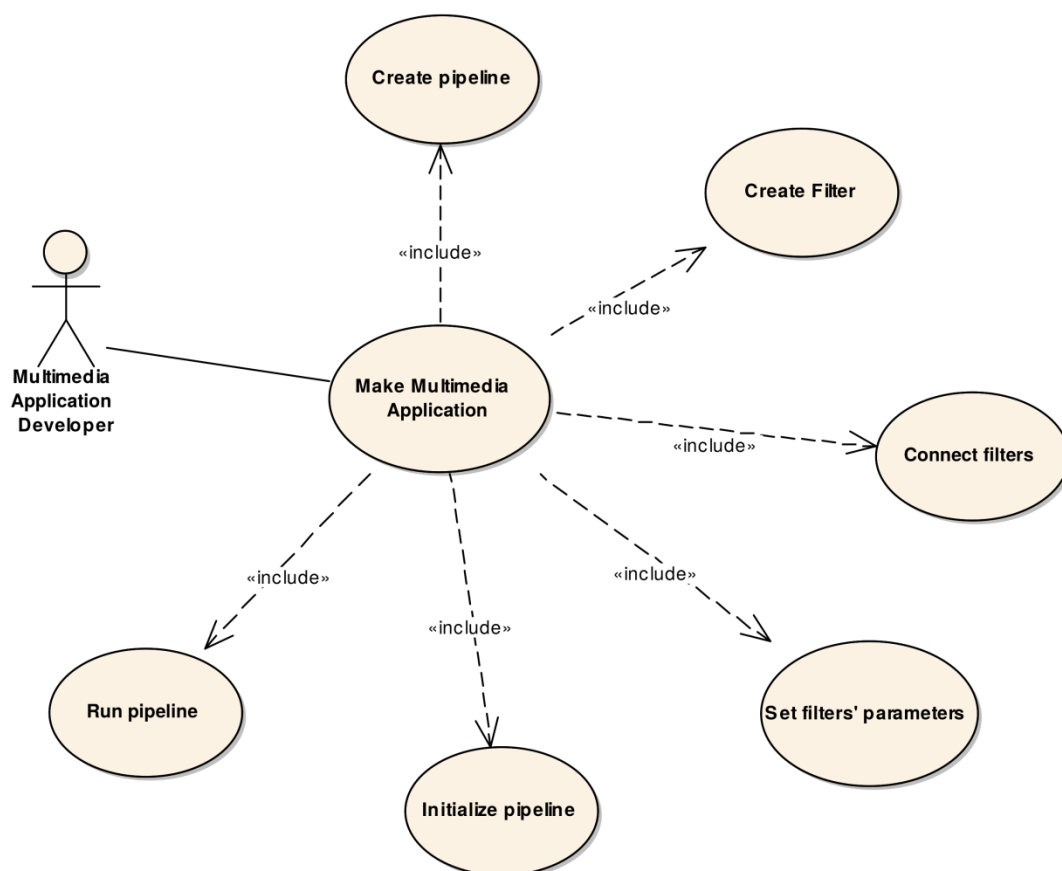 Create pipeline
Create Filter
«include»
«include»
Multimedia
Application
Developer
Make Multimedia
Application
«include»
Connect filters
«include»
«include»
«include»
Run pipeline
Set filters' parameters
Initialize pipeline